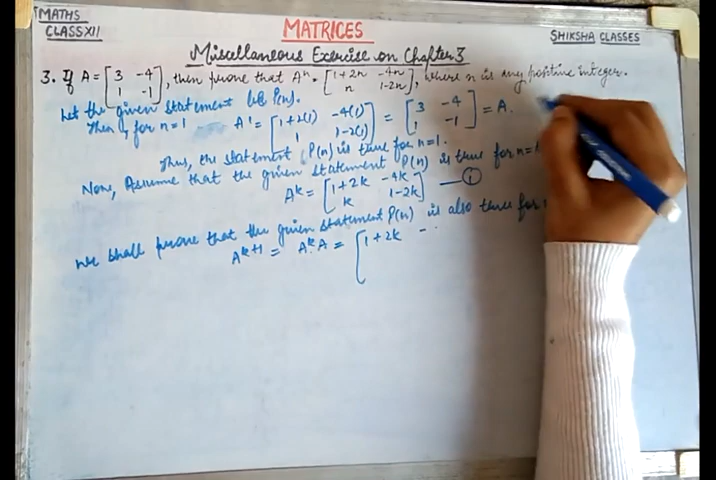 MATHS
CLASS XII
MATRICES
SHIKSHA CLASSES
Miscellaneous Exercise on Chapter 3
3. If A = [3 -4; 1 -1], then prove that Aⁿ = [1+2n -4n; n 1-2n], where n is any positive integer.
Let the given statement be P(n).
Then, for n=1 A¹ = [1+2(1) -4(1); 1 1-2(1)] = [3 -4; 1 -1] = A.
Thus, the statement P(n) is true for n=1.
Now, Assume that the given statement P(n) is true for n=
Aᵏ = [1+2k -4k; k 1-2k] — ①
We shall prove that the given statement P(n) is also true for
Aᵏ⁺¹ = Aᵏ.A = [1+2k -